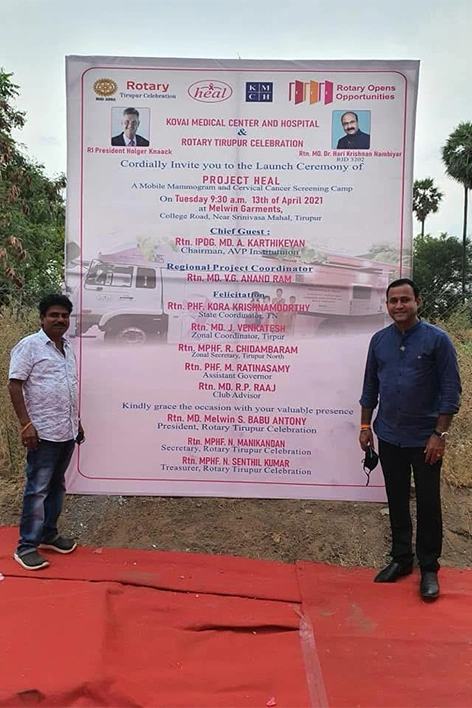 Rotary
Tirupur Celebration
heal
K M
C H
Rotary Opens
Opportunities
KOVAI MEDICAL CENTER AND HOSPITAL
&
ROTARY TIRUPUR CELEBRATION
RI President Holger Knaack
Rtn. MD. Dr. Hari Krishnan Nambiyar
RID 3202
Cordially Invite you to the Launch Ceremony of
PROJECT HEAL
A Mobile Mammogram and Cervical Cancer Screening Camp
On Tuesday 9:30 a.m. 13th of April 2021
at Melwin Garments,
College Road, Near Srinivasa Mahal, Tirupur
Chief Guest :
Rtn. IPDG. MD. A. KARTHIKEYAN
Chairman, AVP Institution
Regional Project Coordinator
Rtn. MD. V.G. ANAND RAM
Felicitation
Rtn. PHF. KORA KRISHNAMOORTHY
State Corduator, TN
Rtn. MD. J. VENKATESH
Zonal Coordinator, Tirpur
Rtn. MPHF. R. CHIDAMBARAM
Zonal Secretary, Tirupur North
Rtn. PHF. M. RATINASAMY
Assistant Governor
Rtn. MD. R.P. RAAJ
Club Advisor
Kindly grace the occasion with your valuable presence
Rtn. MD. Melwin S. BABU ANTONY
President, Rotary Tirupur Celebration
Rtn. MPHF. N. MANIKANDAN
Secretary, Rotary Tirupur Celebration
Rtn. MPHF. N. SENTHIL KUMAR
Treasurer, Rotary Tirupur Celebration